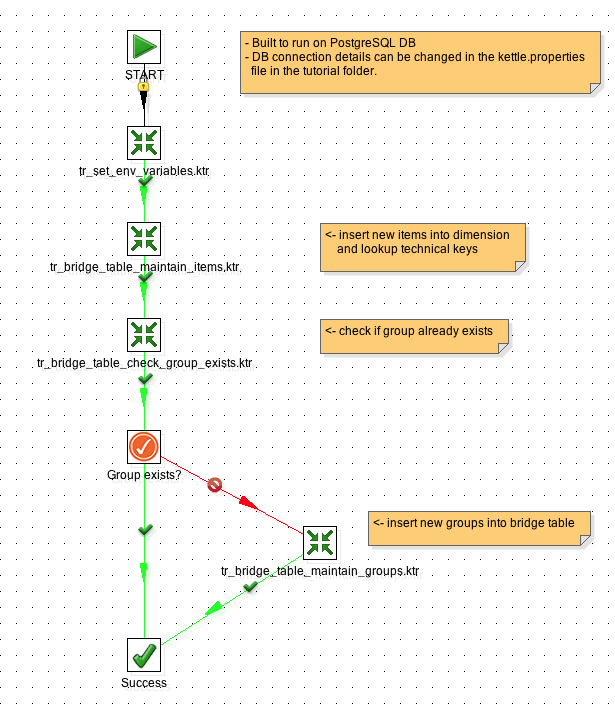 START
- Built to run on PostgreSQL DB
- DB connection details can be changed in the kettle.properties
file in the tutorial folder.
tr_set_env_variables.ktr
tr_bridge_table_maintain_items.ktr
<- insert new items into dimension
and lookup technical keys
tr_bridge_table_check_group_exists.ktr
<- check if group already exists
Group exists?
tr_bridge_table_maintain_groups.ktr
<- insert new groups into bridge table
Success